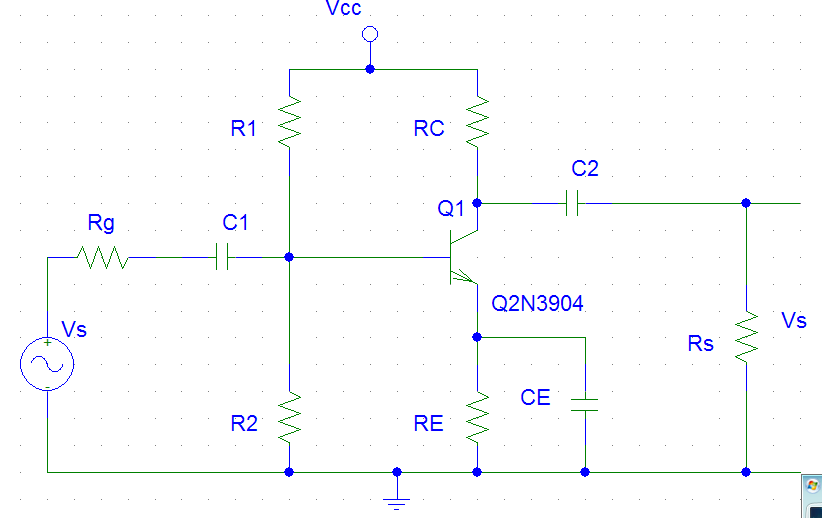 Vcc
R1
RC
C2
Q1
Rg
C1
Q2N3904
Vs
Vs
Rs
CE
R2
RE